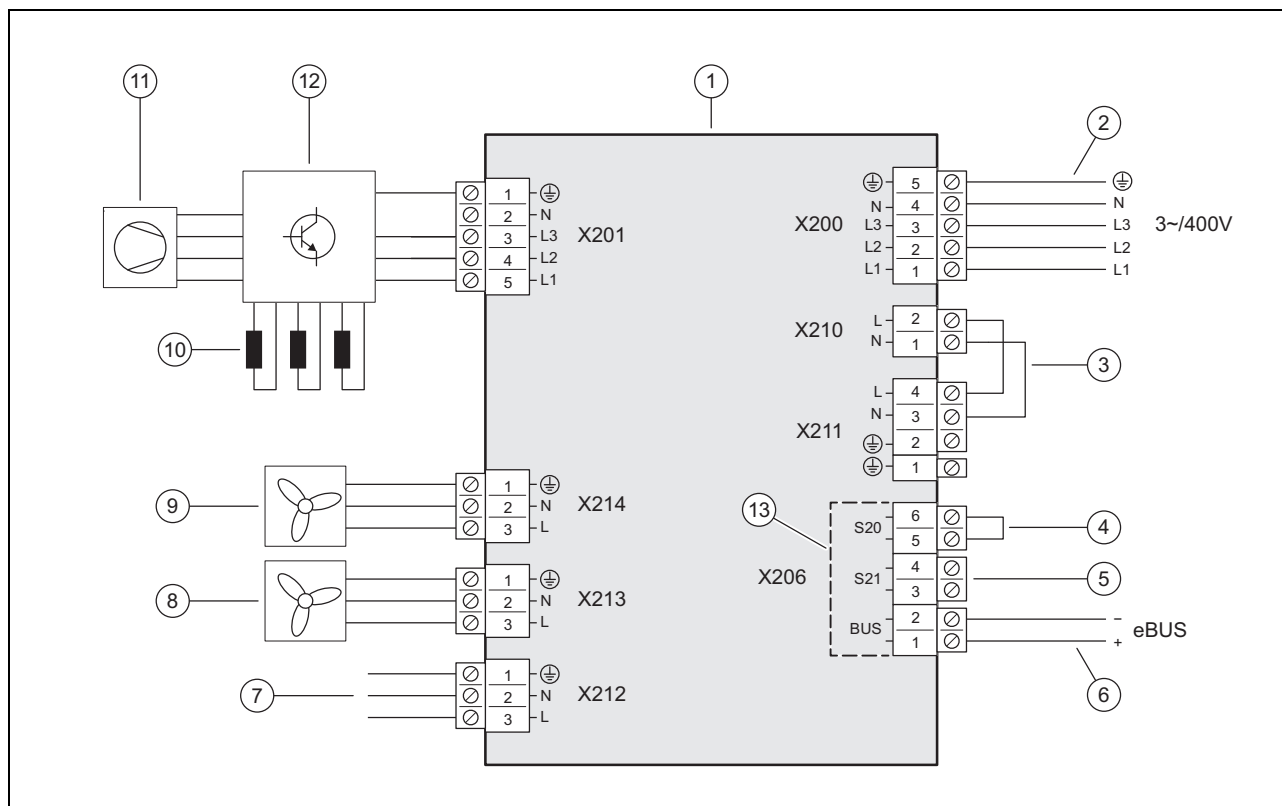 11
12
1
2
X201
1
2 N
3 L3
4 L2
5 L1
X200
5
N 4 N
L3 3 L3 3~/400V
L2 2 L2
L1 1 L1
10
X210
L 2
N 1
3
X211
L 4
N 3
2
1
9
1
2 N
3 L
X214
8
1
2 N
3 L
X213
7
1
2 N
3 L
X212
13
X206
S20
6
5
4
S21
4
3
5
BUS
2 –
1 +
eBUS
6